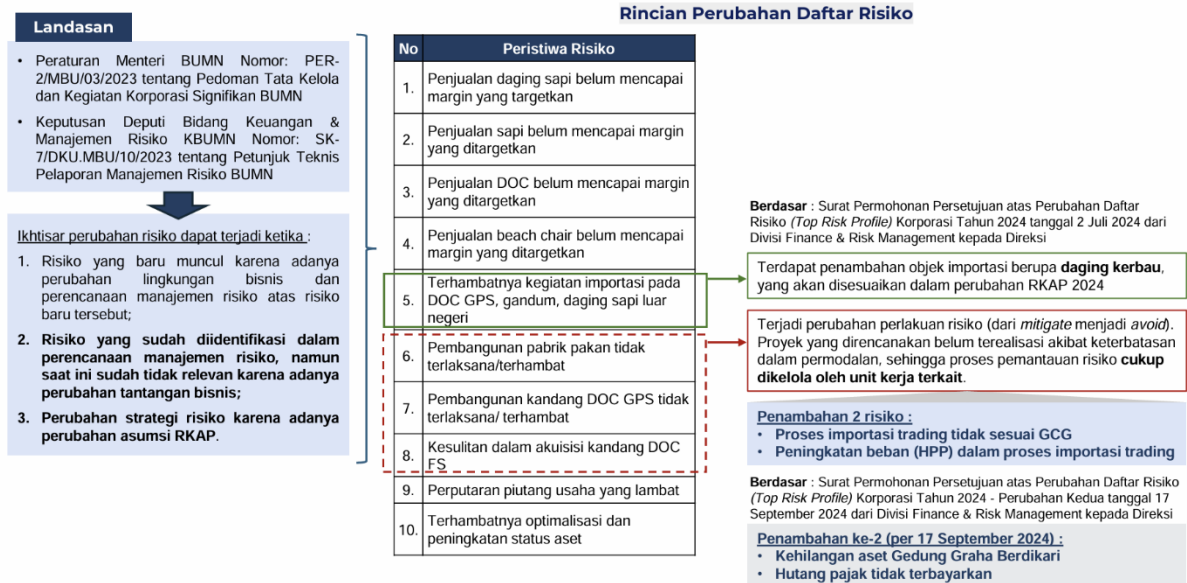 Rincian Perubahan Daftar Risiko
Landasan
• Peraturan Menteri BUMN Nomor: PER-
2/MBU/03/2023 tentang Pedoman Tata Kelola
dan Kegiatan Korporasi Signifikan BUMN
• Keputusan Deputi Bidang Keuangan &
Manajemen Risiko KBUMN Nomor: SK-
7/DKU.MBU/10/2023 tentang Petunjuk Teknis
Pelaporan Manajemen Risiko BUMN
Ikhtisar perubahan risiko dapat terjadi ketika :
1. Risiko yang baru muncul karena adanya
perubahan lingkungan bisnis dan
perencanaan manajemen risiko atas risiko
baru tersebut;
2. Risiko yang sudah diidentifikasi dalam
perencanaan manajemen risiko, namun
saat ini sudah tidak relevan karena adanya
perubahan tantangan bisnis;
3. Perubahan strategi risiko karena adanya
perubahan asumsi RKAP.
No Peristiwa Risiko
1. Penjualan daging sapi belum mencapai
margin yang targetkan
2. Penjualan sapi belum mencapai margin
yang ditargetkan
3. Penjualan DOC belum mencapai margin
yang ditargetkan
4. Penjualan beach chair belum mencapai
margin yang ditargetkan
5. Terhambatnya kegiatan importasi pada
DOC GPS, gandum, daging sapi luar
negeri
6. Pembangunan pabrik pakan tidak
terlaksana/terhambat
7. Pembangunan kandang DOC GPS tidak
terlaksana/ terhambat
8. Kesulitan dalam akuisisi kandang DOC
FS
9. Perputaran piutang usaha yang lambat
10. Terhambatnya optimalisasi dan
peningkatan status aset
Berdasar : Surat Permohonan Persetujuan atas Perubahan Daftar
Risiko (Top Risk Profile) Korporasi Tahun 2024 tanggal 2 Juli 2024 dari
Divisi Finance & Risk Management kepada Direksi
Terdapat penambahan objek importasi berupa daging kerbau,
yang akan disesuaikan dalam perubahan RKAP 2024
Terjadi perubahan perlakuan risiko (dari mitigate menjadi avoid).
Proyek yang direncanakan belum terealisasi akibat keterbatasan
dalam permodalan, sehingga proses pemantauan risiko cukup
dikelola oleh unit kerja terkait.
Penambahan 2 risiko :
• Proses importasi trading tidak sesuai GCG
• Peningkatan beban (HPP) dalam proses importasi trading
Berdasar : Surat Permohonan Persetujuan atas Perubahan Daftar Risiko
(Top Risk Profile) Korporasi Tahun 2024 - Perubahan Kedua tanggal 17
September 2024 dari Divisi Finance & Risk Management kepada Direksi
Penambahan ke-2 (per 17 September 2024) :
• Kehilangan aset Gedung Graha Berdikari
• Hutang pajak tidak terbayarkan